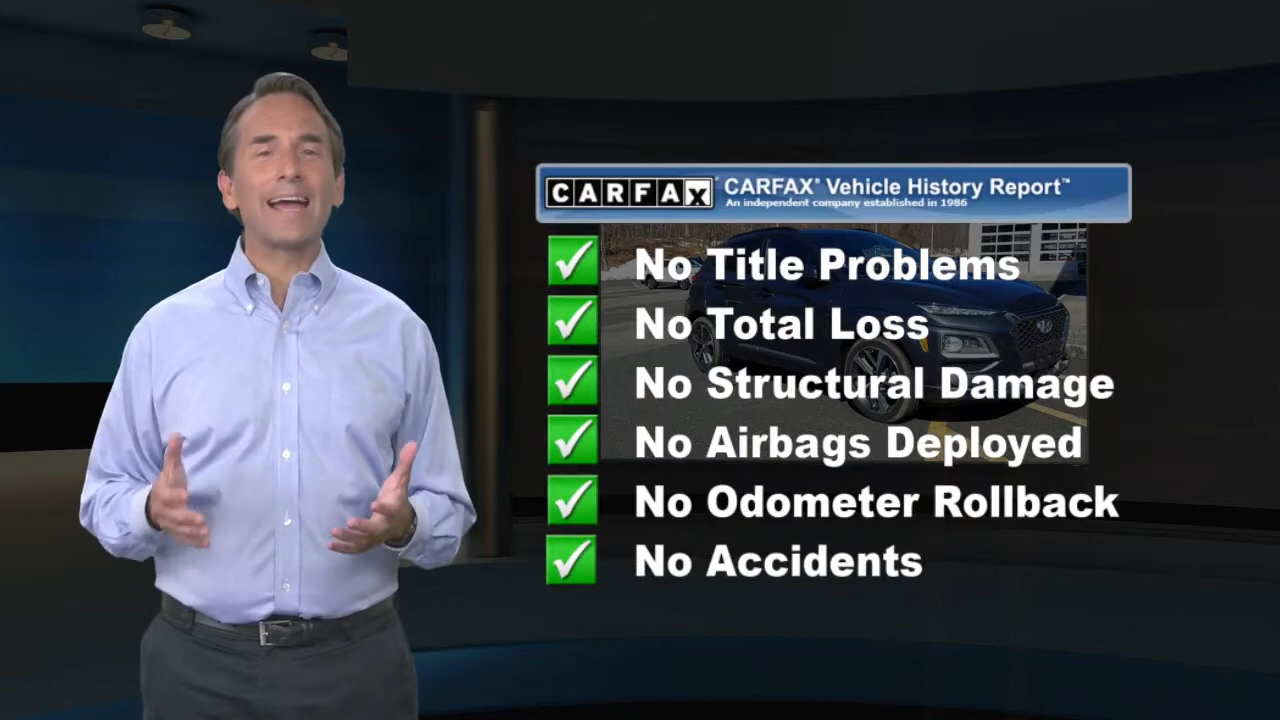 CARFAX
CARFAX® Vehicle History Report™
An independent company established in 1986
No Title Problems
No Total Loss
No Structural Damage
No Airbags Deployed
No Odometer Rollback
No Accidents